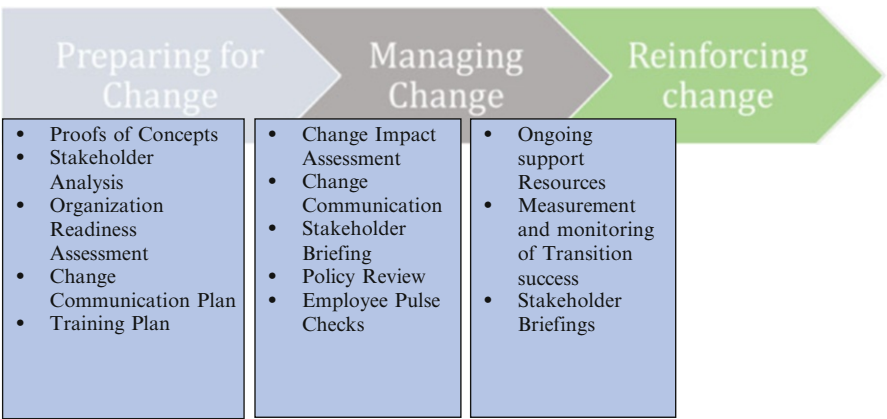 Preparing for
Change
Managing
Change
Reinforcing
change
• Proofs of Concepts
• Stakeholder
Analysis
• Organization
Readiness
Assessment
• Change
Communication Plan
• Training Plan
• Change Impact
Assessment
• Change
Communication
• Stakeholder
Briefing
• Policy Review
• Employee Pulse
Checks
• Ongoing
support
Resources
• Measurement
and monitoring
of Transition
success
• Stakeholder
Briefings